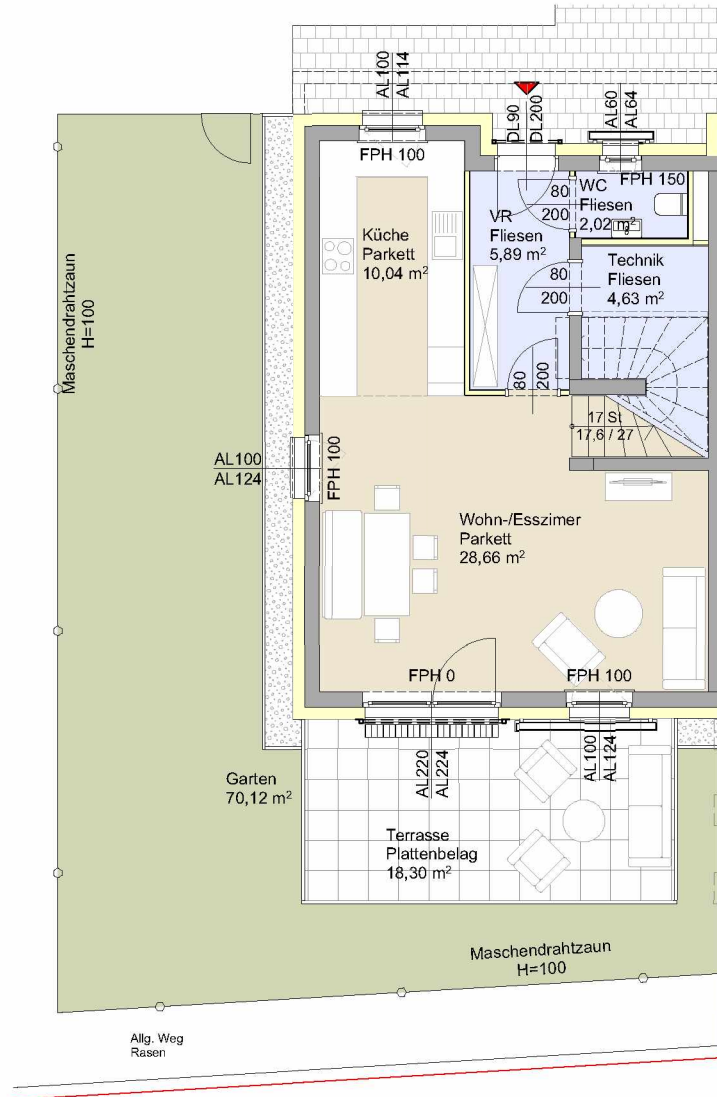 AL100
AL114
DL90
DL200
AL60
AL64
FPH 100
FPH 150
80
200
WC
Fliesen
2,02 m²
VR
Fliesen
5,89 m²
Küche
Parkett
10,04 m²
Technik
Fliesen
4,63 m²
80
200
80
200
Maschendrahtzaun
H=100
17 St
17,6 / 27
AL100
AL124
FPH 100
Wohn-/Esszimer
Parkett
28,66 m²
FPH 0
FPH 100
AL220
AL224
AL100
AL124
Garten
70,12 m²
Terrasse
Plattenbelag
18,30 m²
Maschendrahtzaun
H=100
Allg. Weg
Rasen